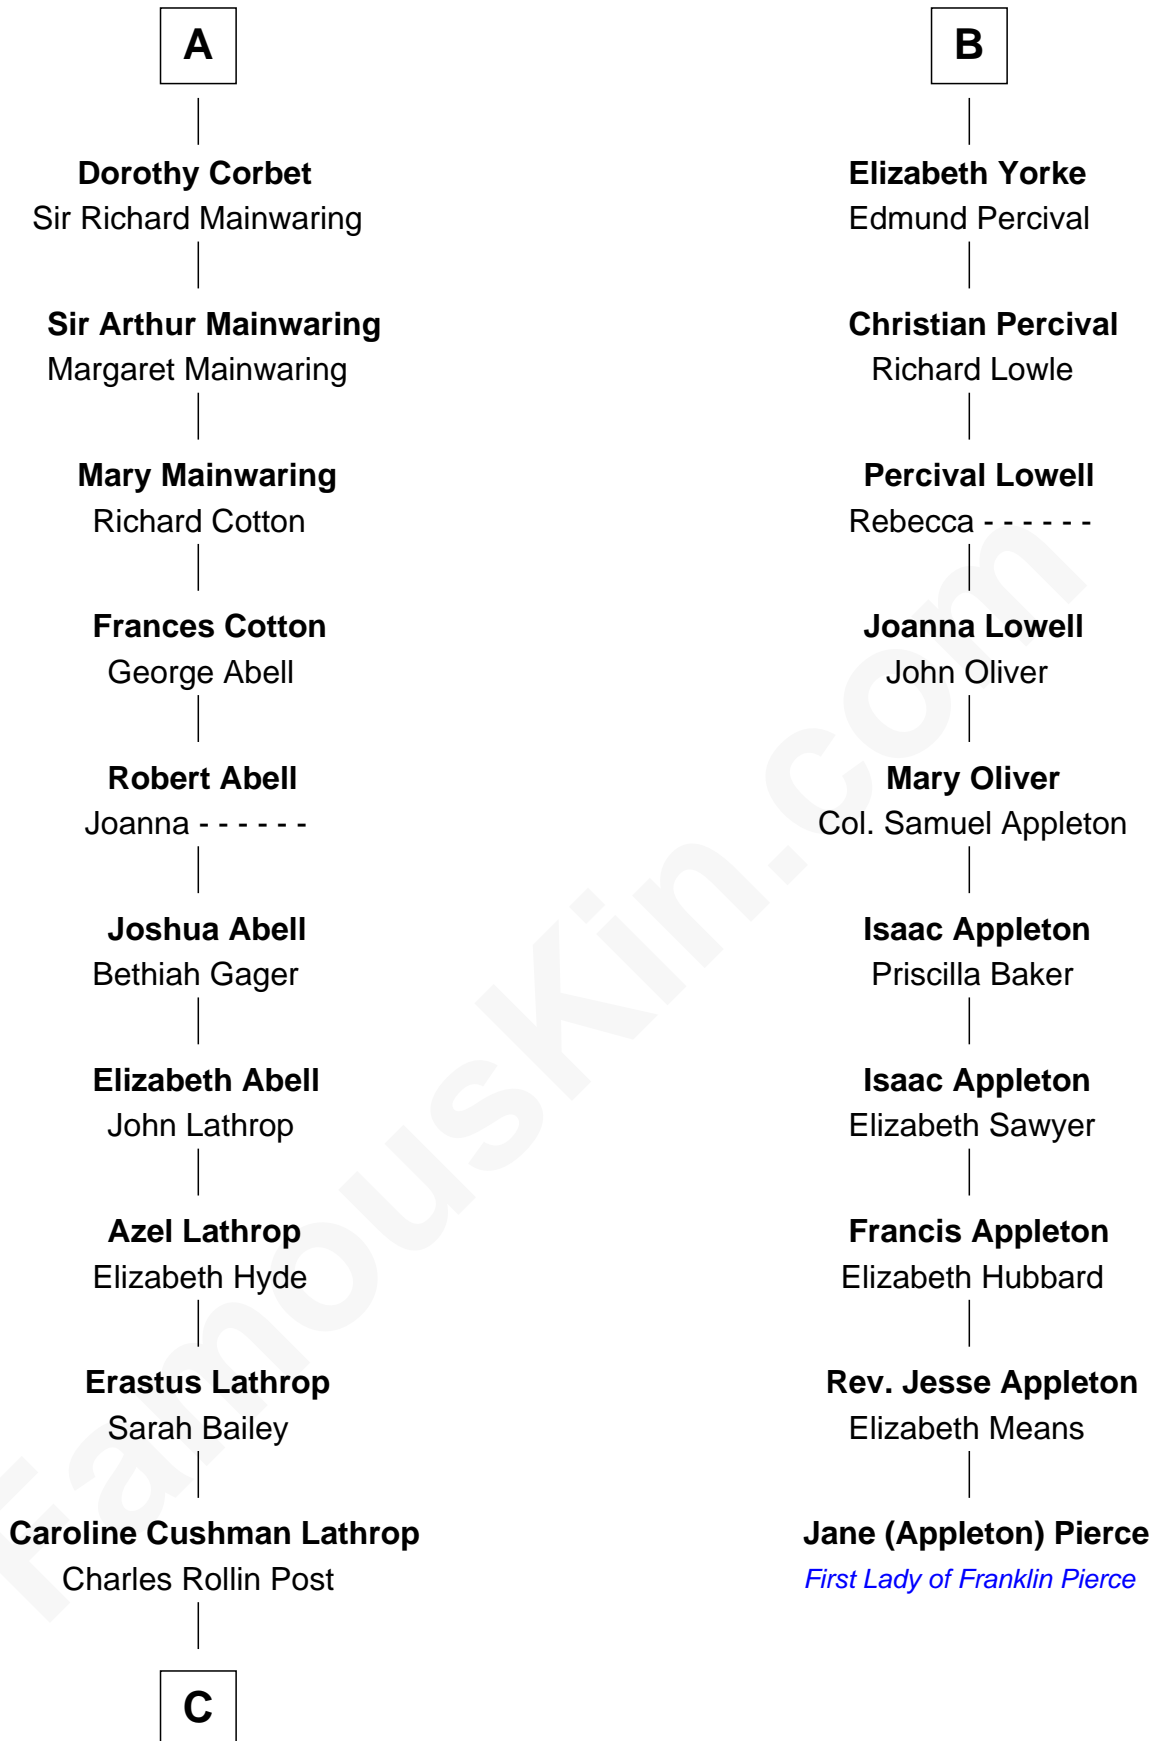 A
Dorothy Corbet
Sir Richard Mainwaring
Sir Arthur Mainwaring
Margaret Mainwaring
Mary Mainwaring
Richard Cotton
Frances Cotton
George Abell
Robert Abell
Joanna - - - - - -
Joshua Abell
Bethiah Gager
Elizabeth Abell
John Lathrop
Azel Lathrop
Elizabeth Hyde
Erastus Lathrop
Sarah Bailey
Caroline Cushman Lathrop
Charles Rollin Post
C
B
Elizabeth Yorke
Edmund Percival
Christian Percival
Richard Lowle
Percival Lowell
Rebecca - - - - - -
Joanna Lowell
John Oliver
Mary Oliver
Col. Samuel Appleton
Isaac Appleton
Priscilla Baker
Isaac Appleton
Elizabeth Sawyer
Francis Appleton
Elizabeth Hubbard
Rev. Jesse Appleton
Elizabeth Means
Jane (Appleton) Pierce
First Lady of Franklin Pierce
FamousKin.com